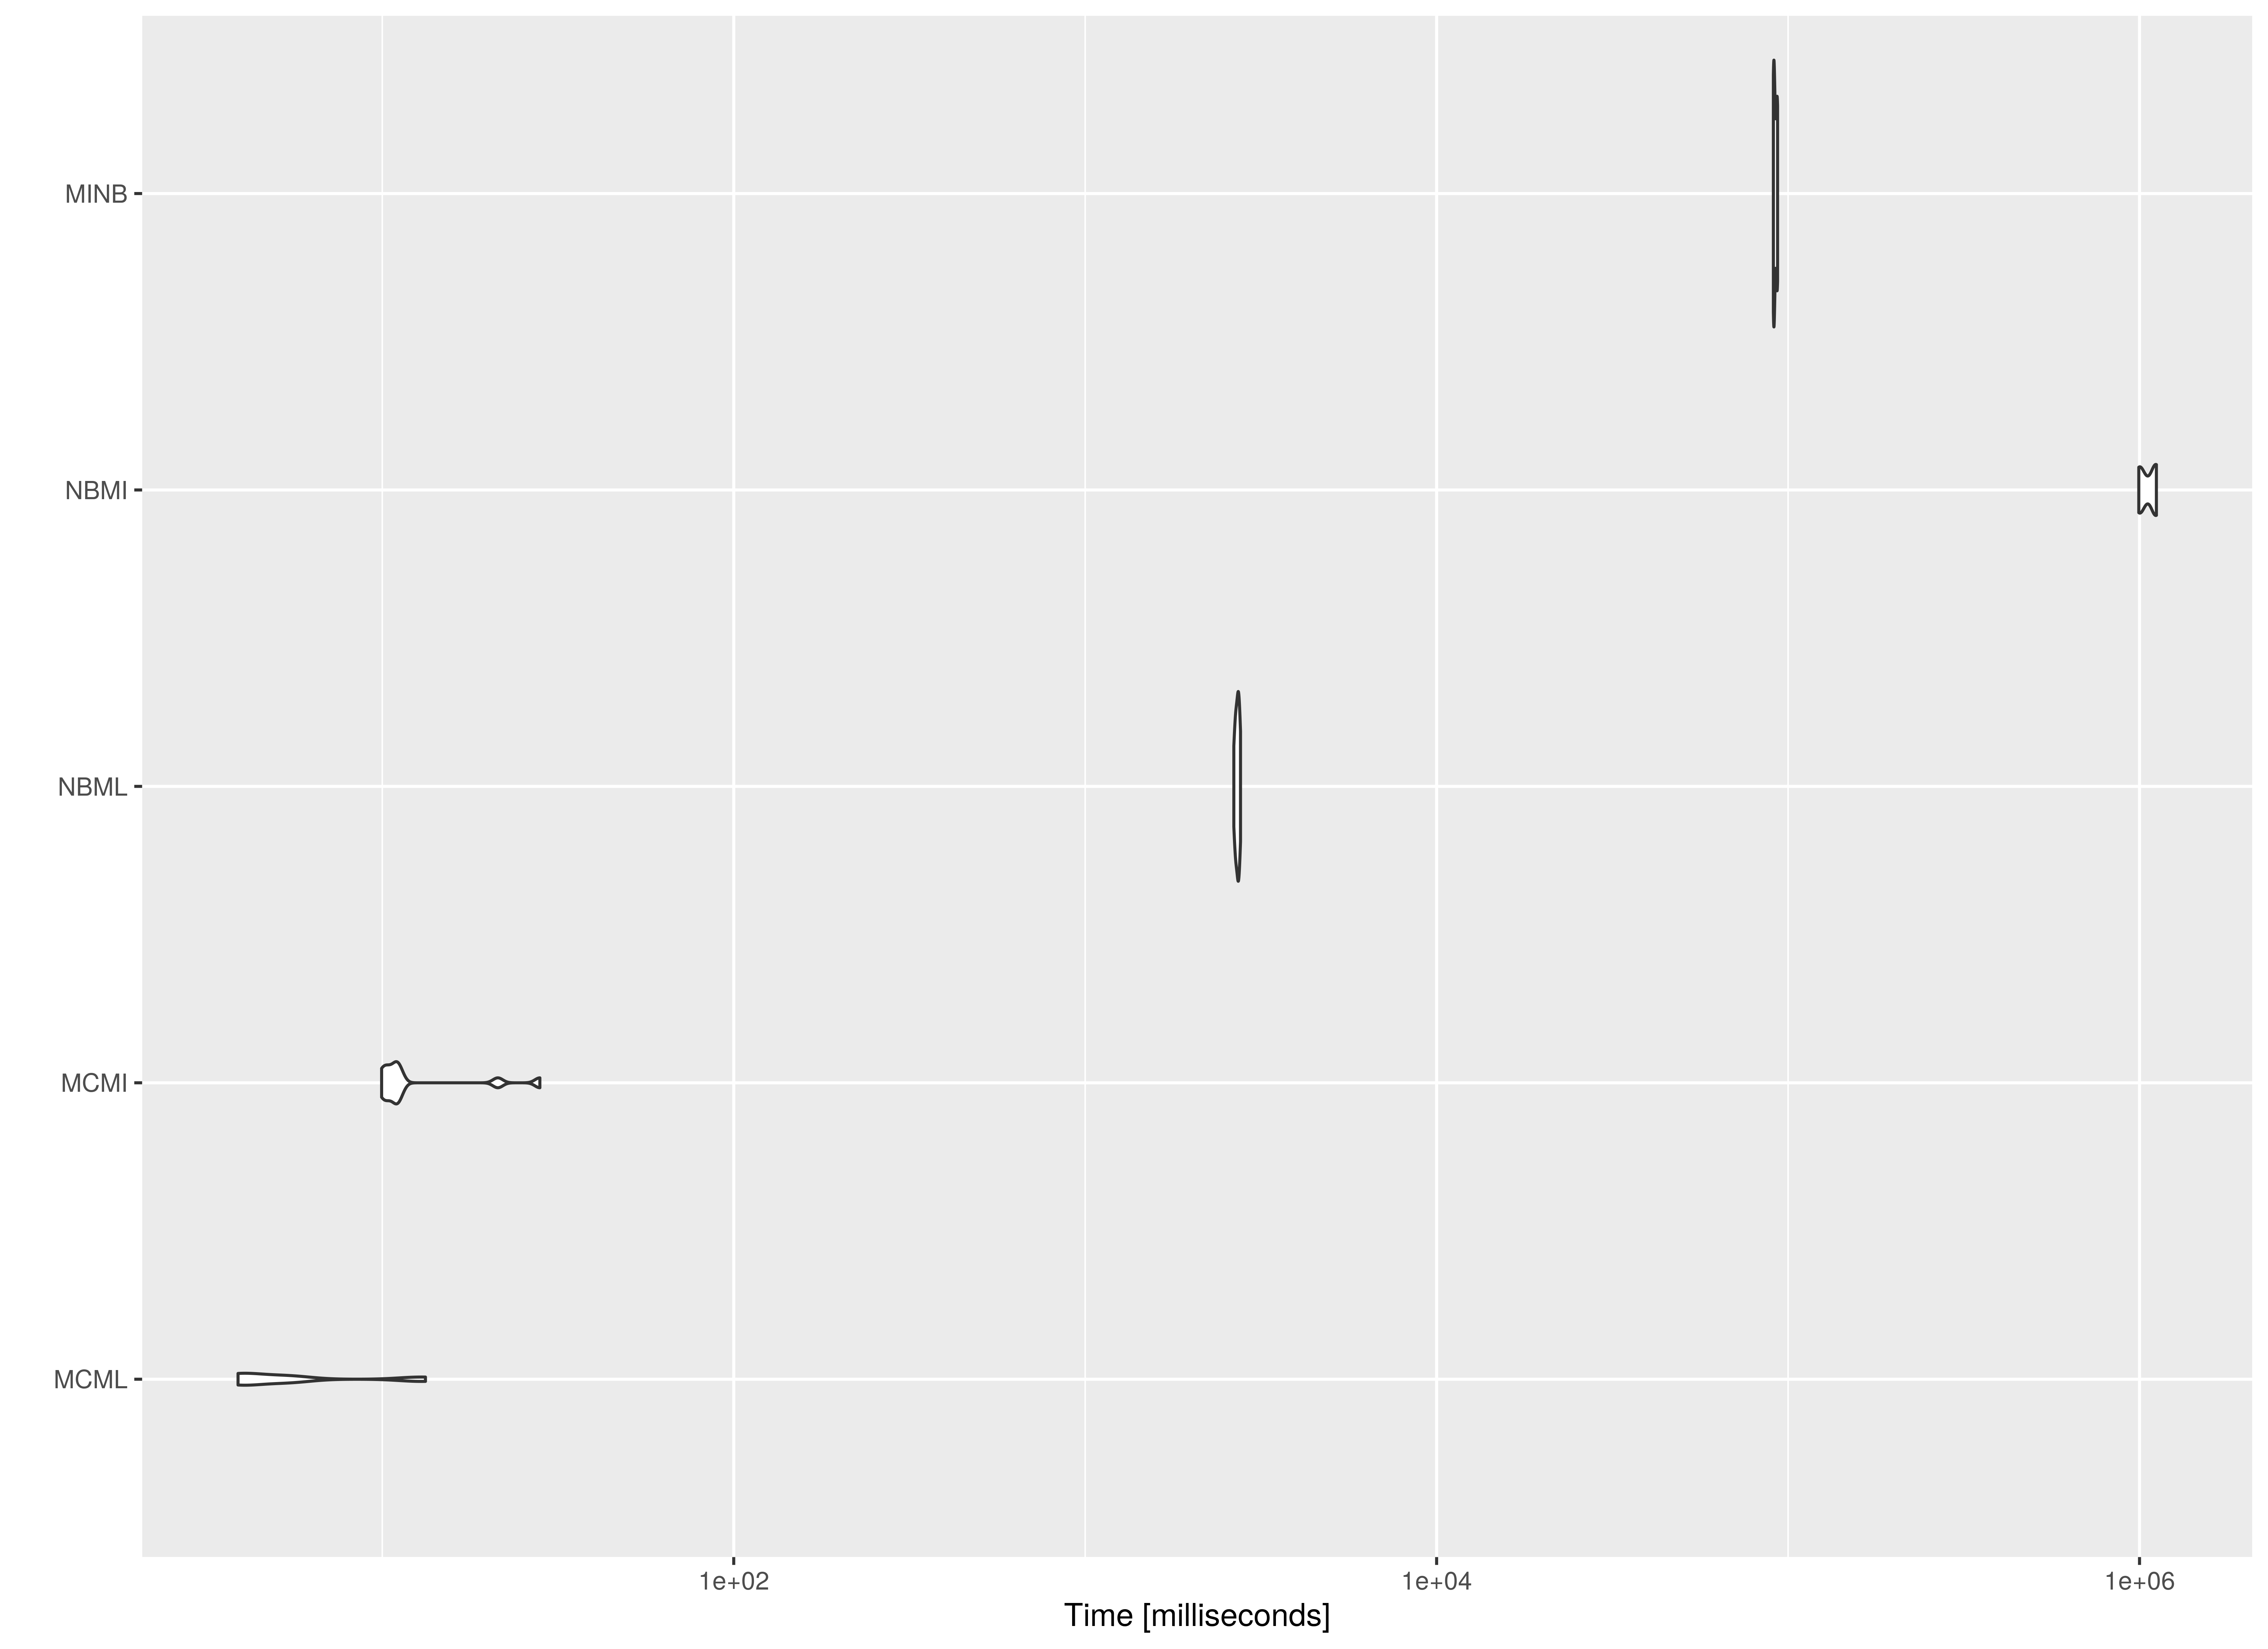 MINB
NBMI
NBML
MCMI
MCML
1e+02 1e+04 1e+06
Time [milliseconds]